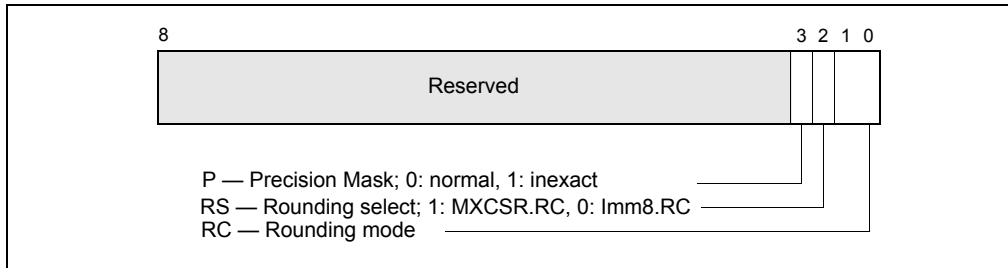 8 3 2 1 0
Reserved
P — Precision Mask; 0: normal, 1: inexact
RS — Rounding select; 1: MXCSR.RC, 0: Imm8.RC
RC — Rounding mode